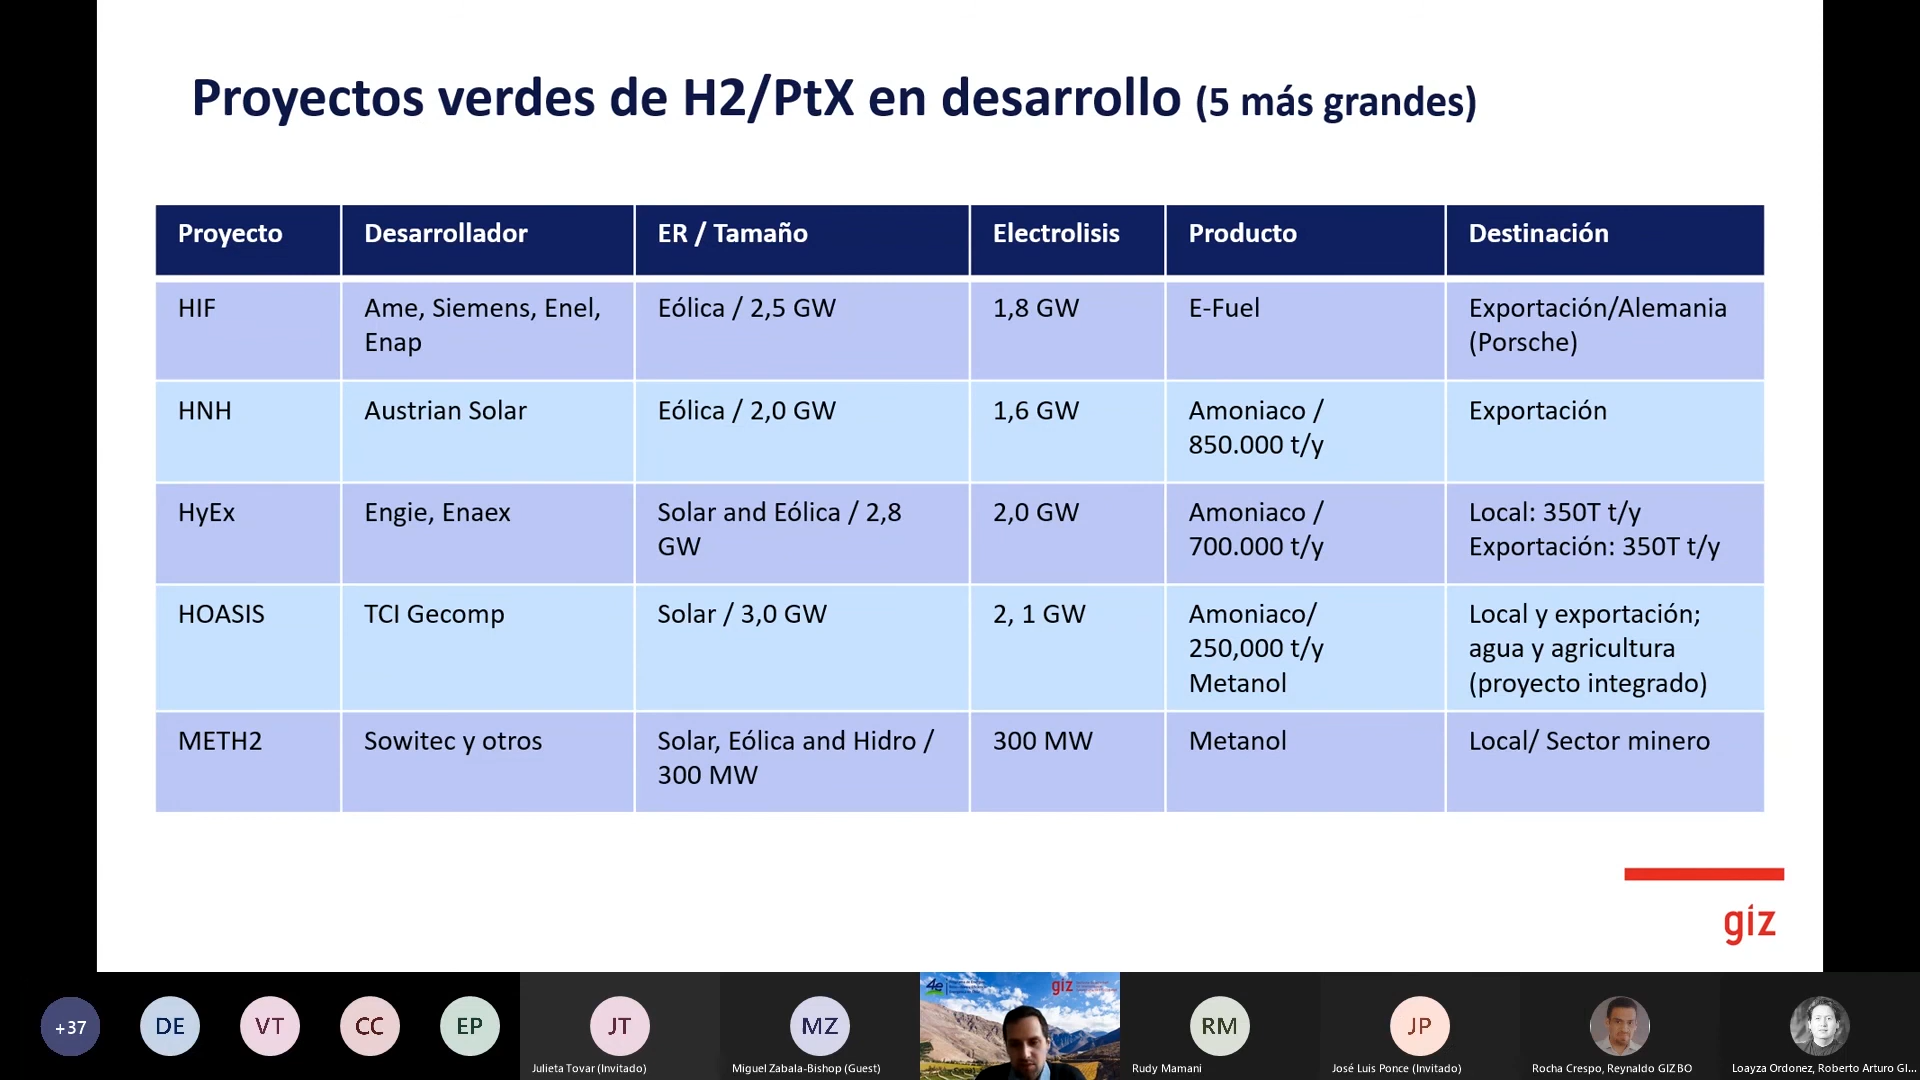 Proyectos verdes de H2/PtX en desarrollo (5 más grandes)
Proyecto Desarrollador ER / Tamaño Electrolisis Producto Destinación
HIF
Ame, Siemens, Enel,
Enap
Eólica / 2,5 GW
1,8 GW
E-Fuel
Exportación/Alemania
(Porsche)
HNH
Austrian Solar
Eólica / 2,0 GW
1,6 GW
Amoniaco /
850.000 t/y
Exportación
HyEx
Engie, Enaex
Solar and Eólica / 2,8
GW
2,0 GW
Amoniaco /
700.000 t/y
Local: 350T t/y
Exportación: 350T t/y
HOASIS
TCI Gecomp
Solar / 3,0 GW
2, 1 GW
Amoniaco/
250,000 t/y
Metanol
Local y exportación;
agua y agricultura
(proyecto integrado)
METH2
Sowitec y otros
Solar, Eólica and Hidro /
300 MW
300 MW
Metanol
Local/ Sector minero
giz
+37
DE
VT
CC
EP
JT
Julieta Tovar (Invitado)
MZ
Miguel Zabala-Bishop (Guest)
4e
giz
RM
Rudy Mamani
JP
José Luis Ponce (Invitado)
Rocha Crespo, Reynaldo GIZ BO
Loayza Ordonez, Roberto Arturo GI...